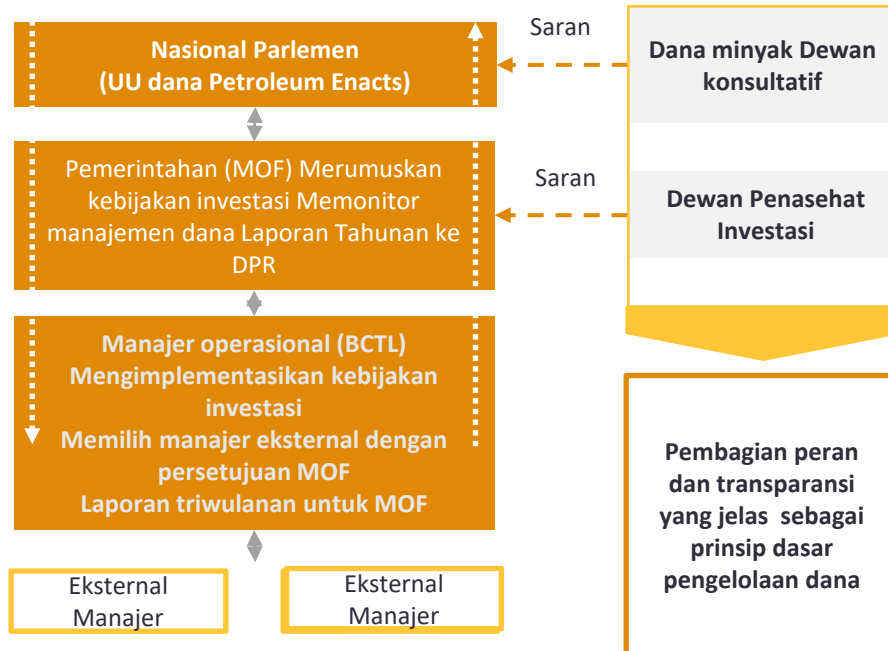 Nasional Parlemen
(UU dana Petroleum Enacts)
Saran
Dana minyak Dewan
konsultatif
Pemerintahan (MOF) Merumuskan
kebijakan investasi Memonitor
manajemen dana Laporan Tahunan ke
DPR
Saran
Dewan Penasehat
Investasi
Manajer operasional (BCTL)
Mengimplementasikan kebijakan
investasi
Memilih manajer eksternal dengan
persetujuan MOF
Laporan triwulanan untuk MOF
Pembagian peran
dan transparansi
yang jelas sebagai
prinsip dasar
pengelolaan dana
Eksternal
Manajer
Eksternal
Manajer